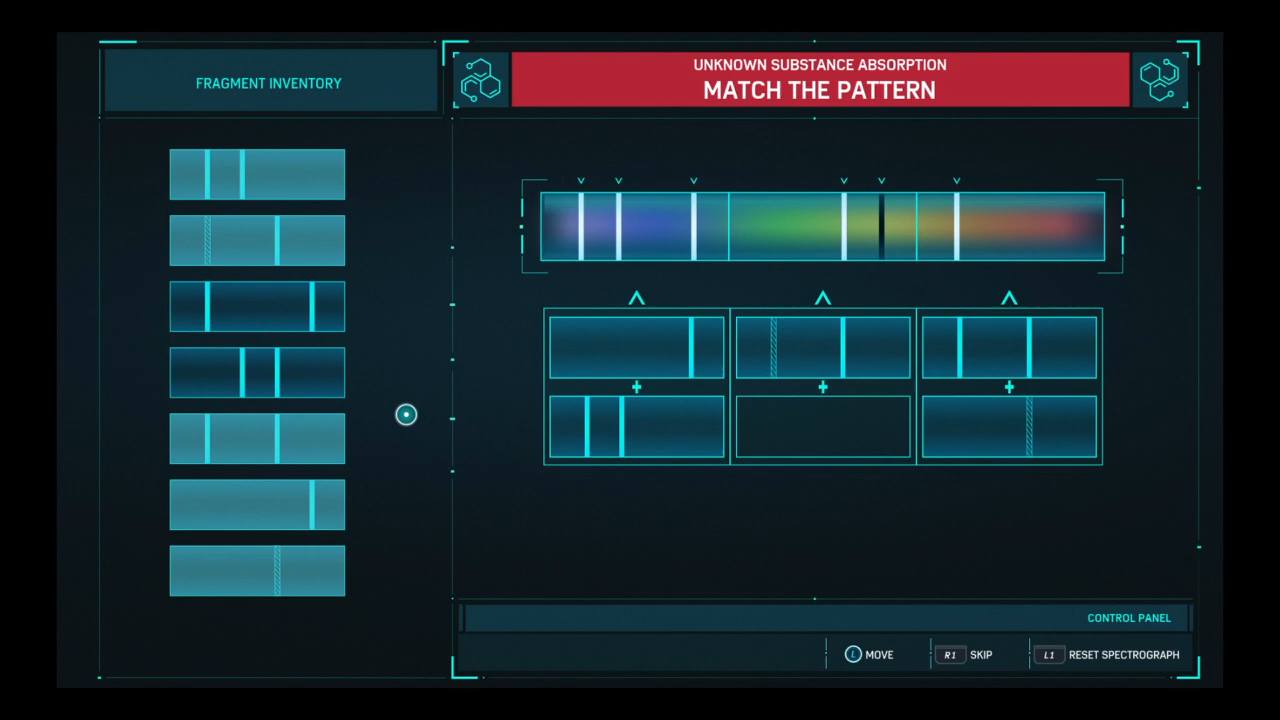 FRAGMENT INVENTORY
UNKNOWN SUBSTANCE ABSORPTION
MATCH THE PATTERN
CONTROL PANEL
L MOVE
R1 SKIP
L1 RESET SPECTROGRAPH